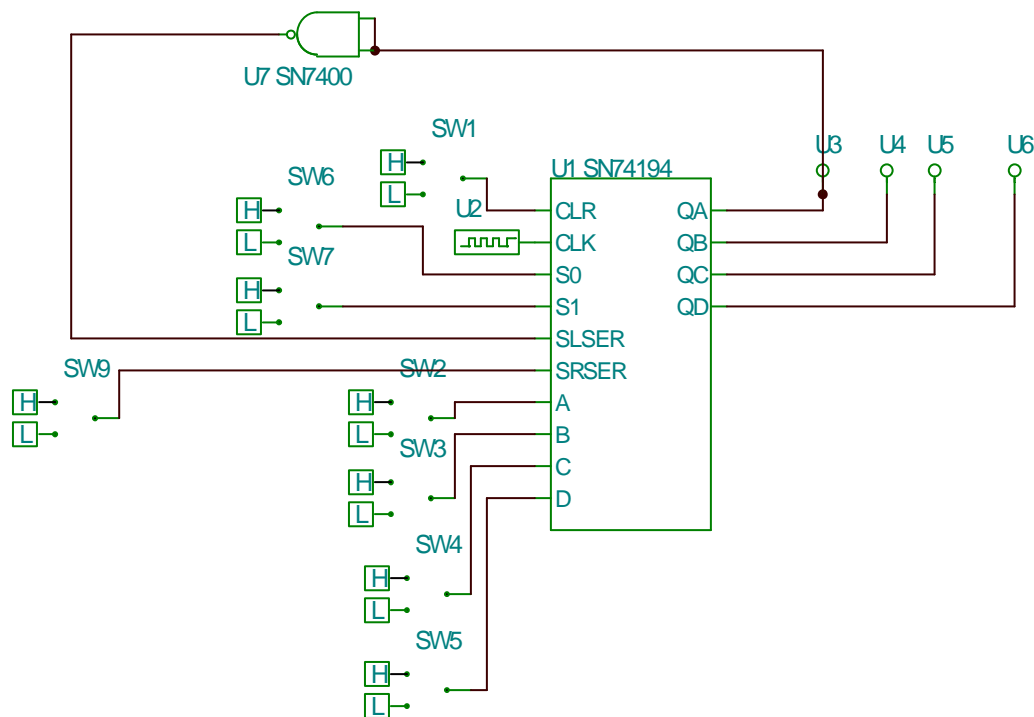 U7 SN7400
SW1
H
L
SW6
H
L
SW7
H
L
U2
U1 SN74194
CLR
CLK
S0
S1
SLSER
SRSER
A
B
C
D
QA
QB
QC
QD
U3
U4
U5
U6
SW9
H
L
SW2
H
L
SW3
H
L
SW4
H
L
SW5
H
L